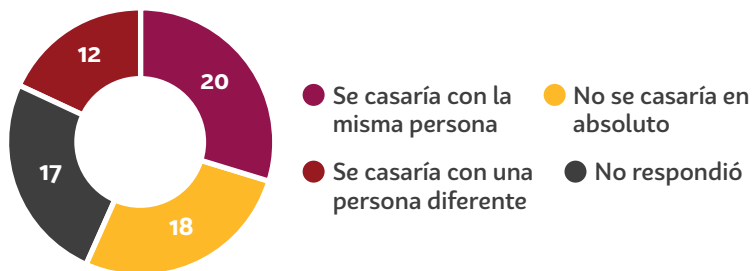 12
20
17
18
Se casaría con la
misma persona
No se casaría en
absoluto
Se casaría con una
persona diferente
No respondió